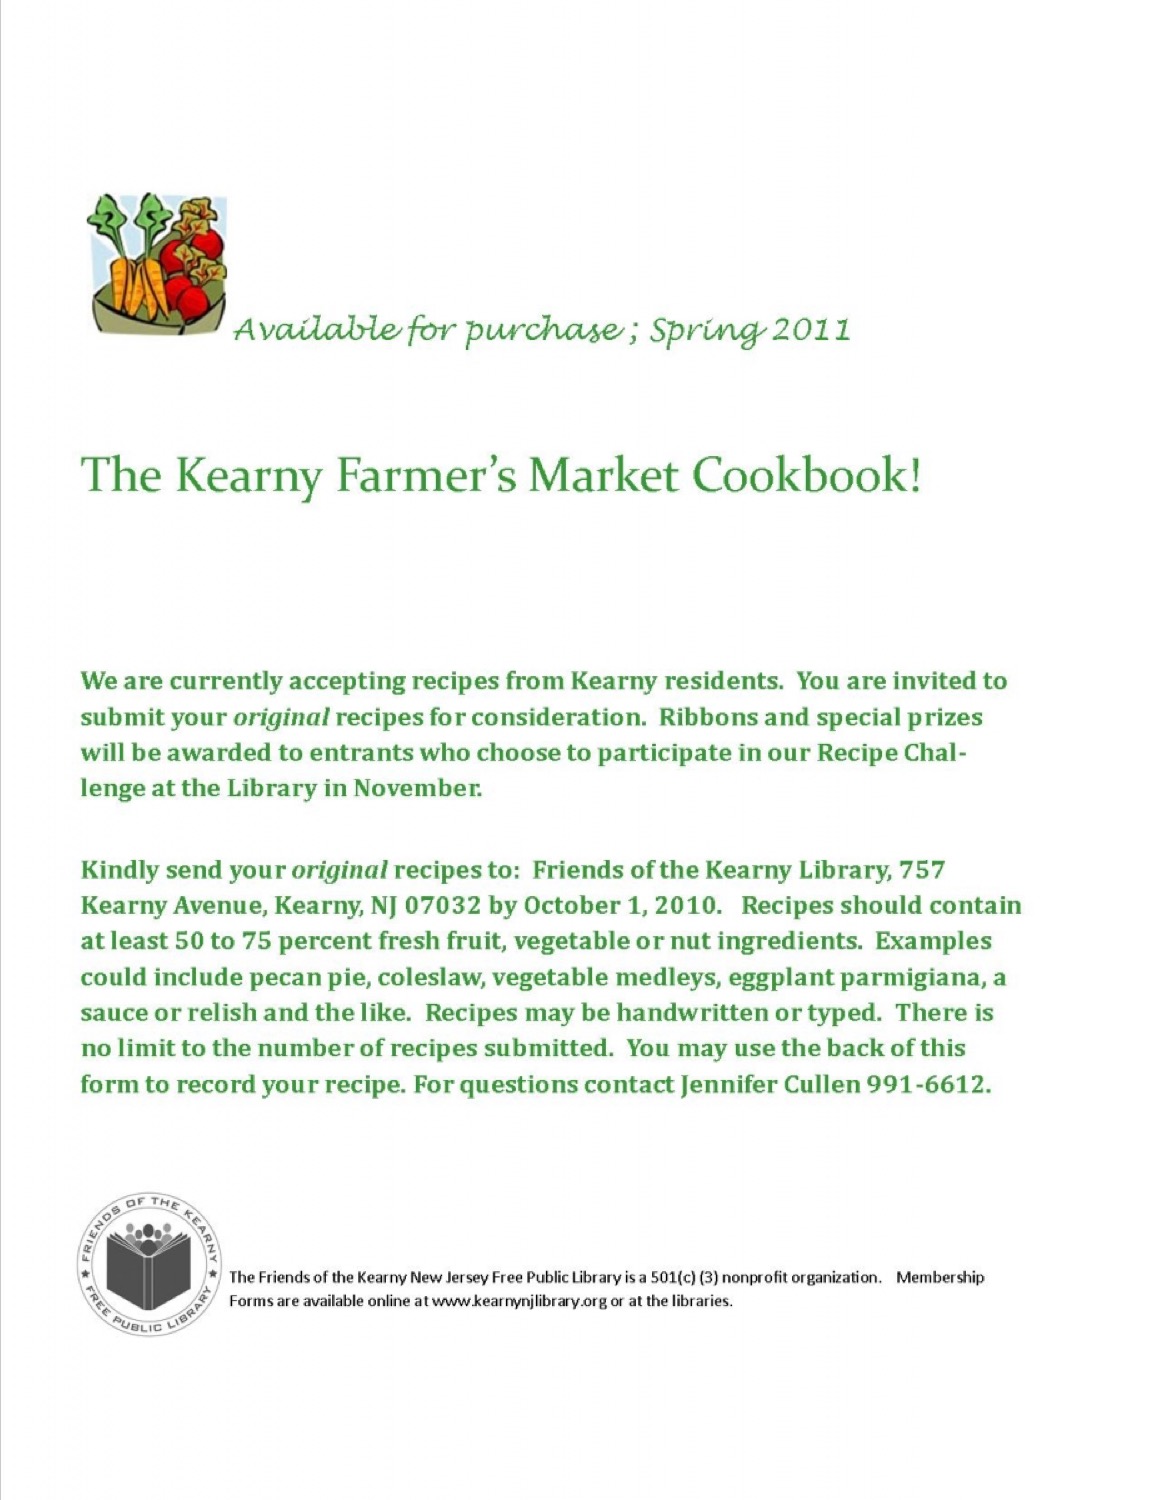 Available for purchase ; Spring 2011
The Kearny Farmer’s Market Cookbook!
We are currently accepting recipes from Kearny residents.  You are invited to
submit your original recipes for consideration.  Ribbons and special prizes
will be awarded to entrants who choose to participate in our Recipe Chal-
lenge at the Library in November.
Kindly send your original recipes to:  Friends of the Kearny Library, 757
Kearny Avenue, Kearny, NJ 07032 by October 1, 2010.   Recipes should contain
at least 50 to 75 percent fresh fruit, vegetable or nut ingredients.  Examples
could include pecan pie, coleslaw, vegetable medleys, eggplant parmigiana, a
sauce or relish and the like.  Recipes may be handwritten or typed.  There is
no limit to the number of recipes submitted.  You may use the back of this
form to record your recipe. For questions contact Jennifer Cullen 991-6612.
FRIENDS OF THE KEARNY
FREE PUBLIC LIBRARY
The Friends of the Kearny New Jersey Free Public Library is a 501(c) (3) nonprofit organization.   Membership
Forms are available online at www.kearnynjlibrary.org or at the libraries.